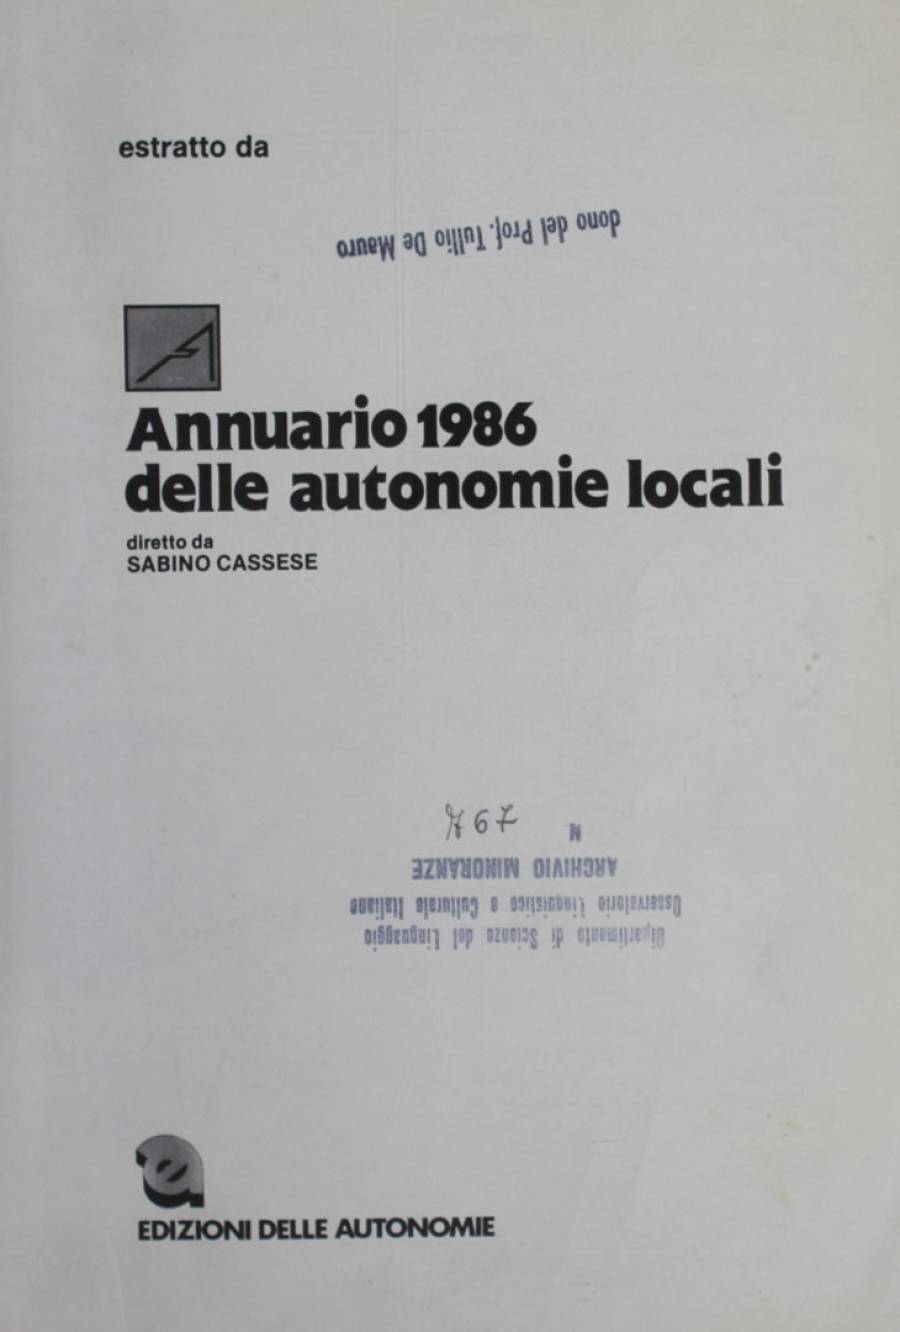 estratto da
dono del Prof. Tullio De Mauro
Annuario 1986
delle autonomie locali
diretto da
SABINO CASSESE
Dipartimento di Scienze del Linguaggio
Osservatorio Linguistico e Culturale Italiano
ARCHIVIO MINORANZE
N
EDIZIONI DELLE AUTONOMIE